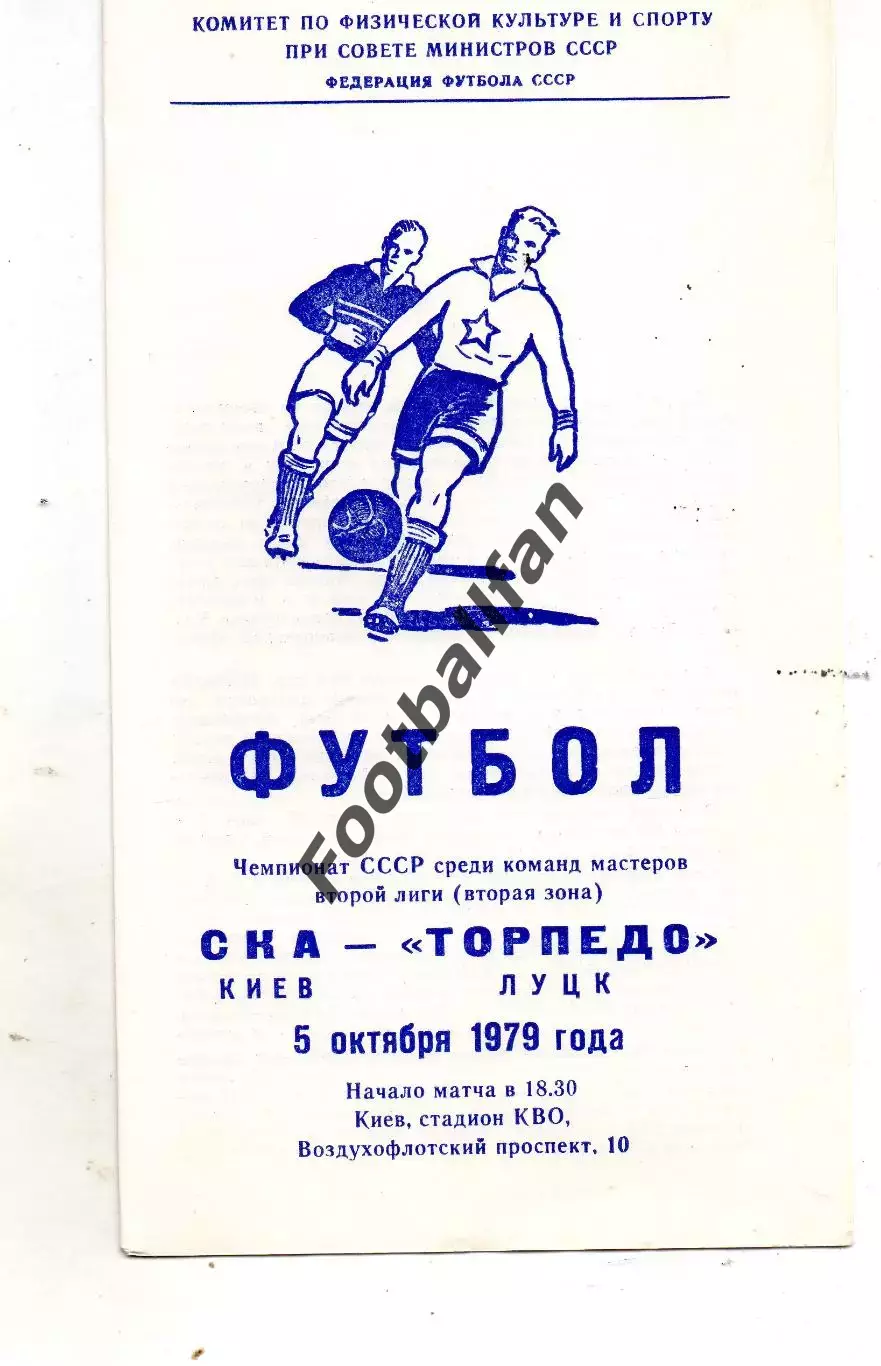 КОМИТЕТ ПО ФИЗИЧЕСКОЙ КУЛЬТУРЕ И СПОРТУ
ПРИ СОВЕТЕ МИНИСТРОВ СССР
ФЕДЕРАЦИЯ ФУТБОЛА СССР
Footballfan
ФУТБОЛ
Чемпионат СССР среди команд мастеров
второй лиги (вторая зона)
СКА — «ТОРПЕДО»
КИЕВ ЛУЦК
5 октября 1979 года
Начало матча в 18.30
Киев, стадион КВО,
Воздухофлотский проспект, 10